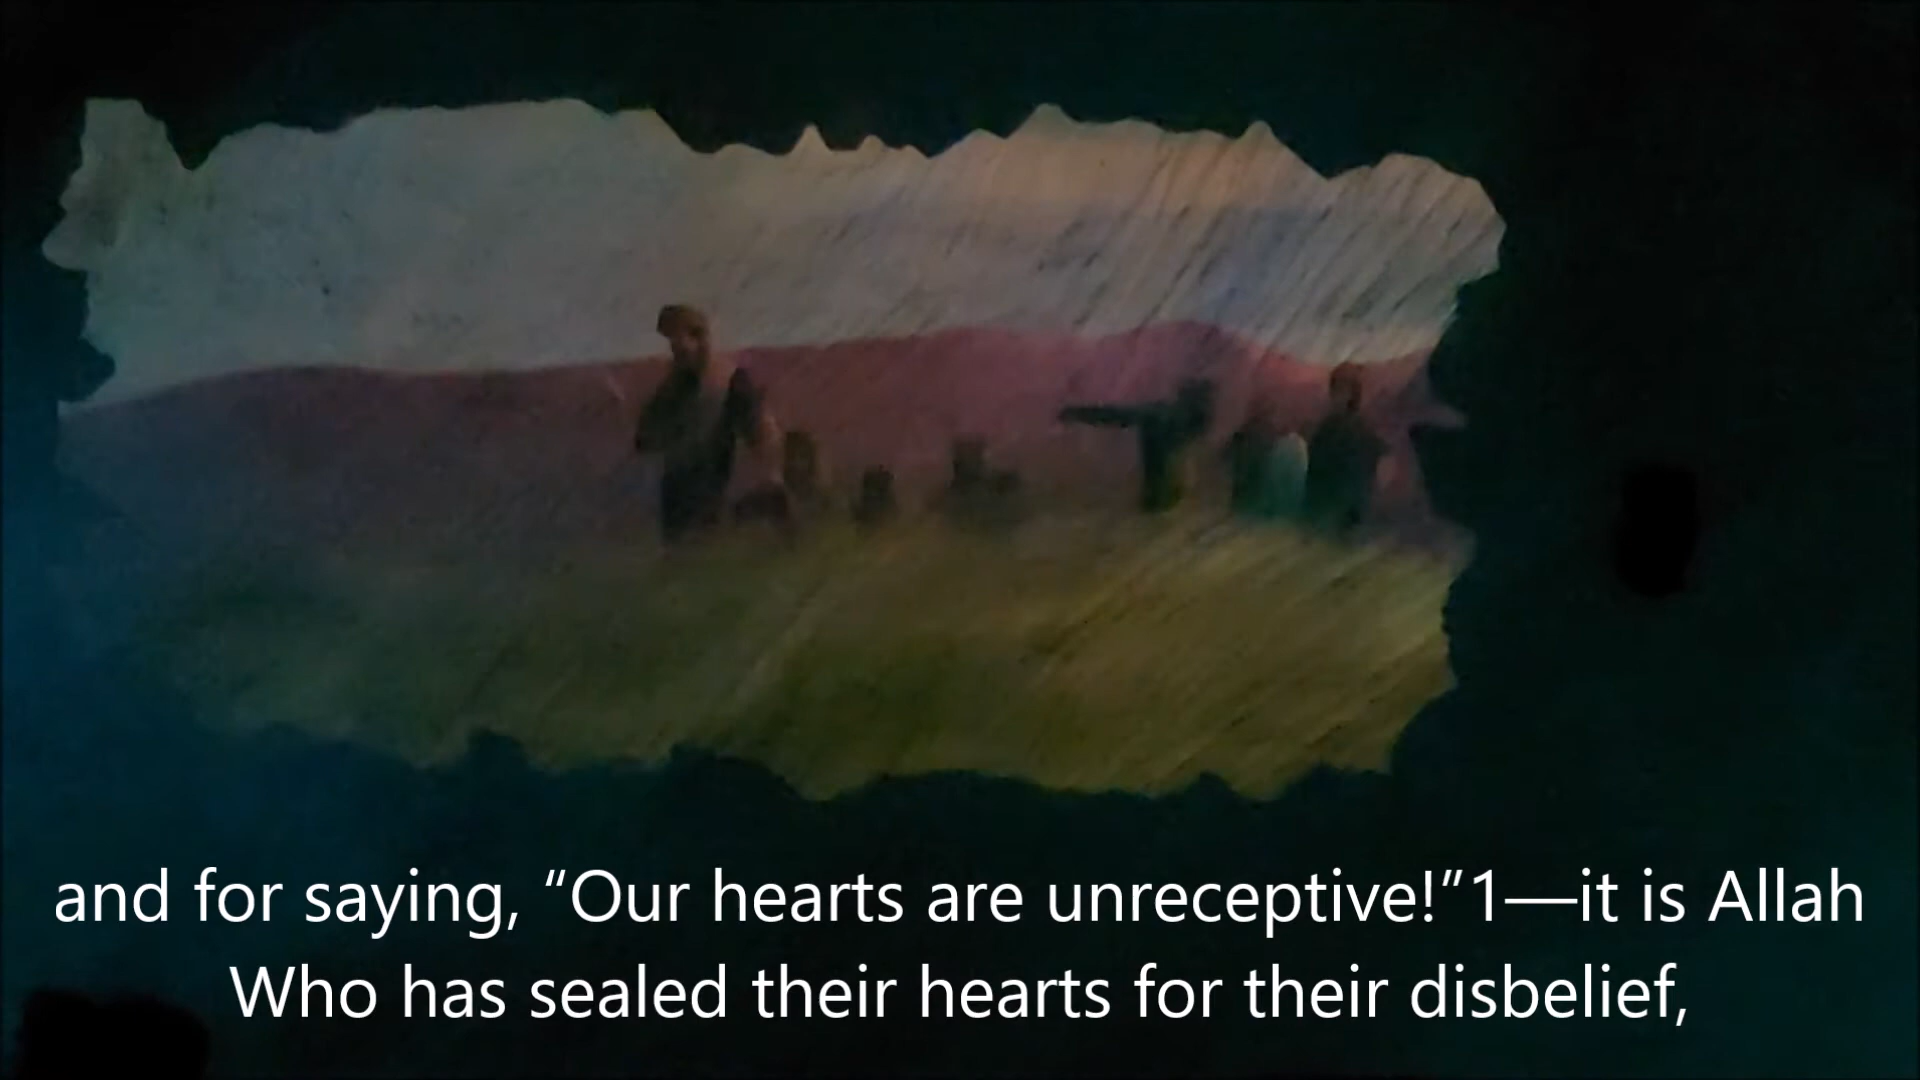 and for saying, “Our hearts are unreceptive!”1—it is Allah
Who has sealed their hearts for their disbelief,